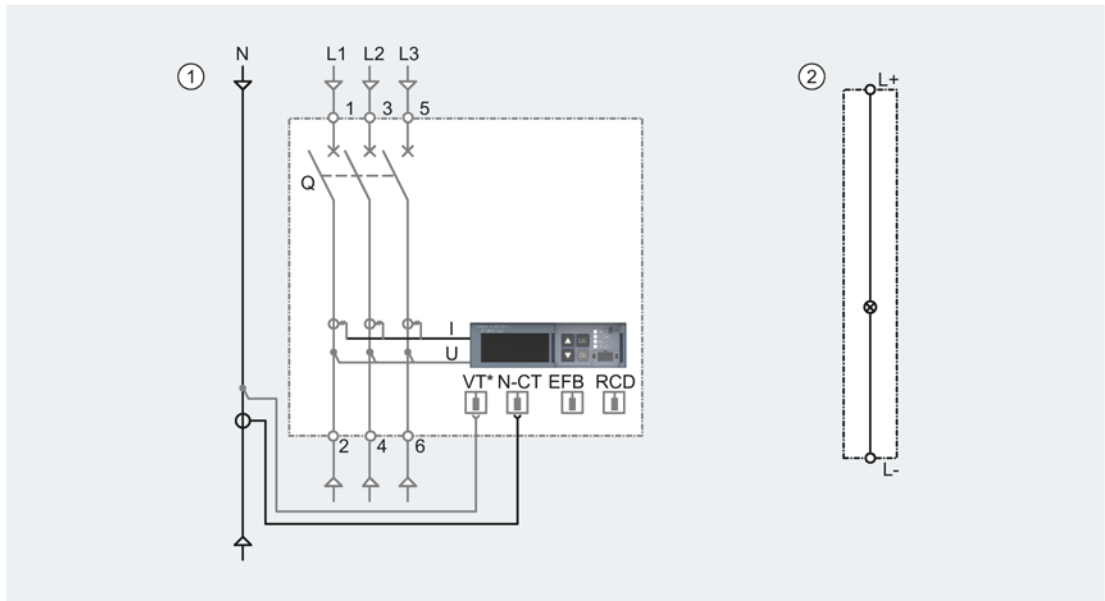 ① N L1 L2 L3 ② L+
1 3 5
Q
I
U
VT* N-CT EFB RCD
2 4 6
L-